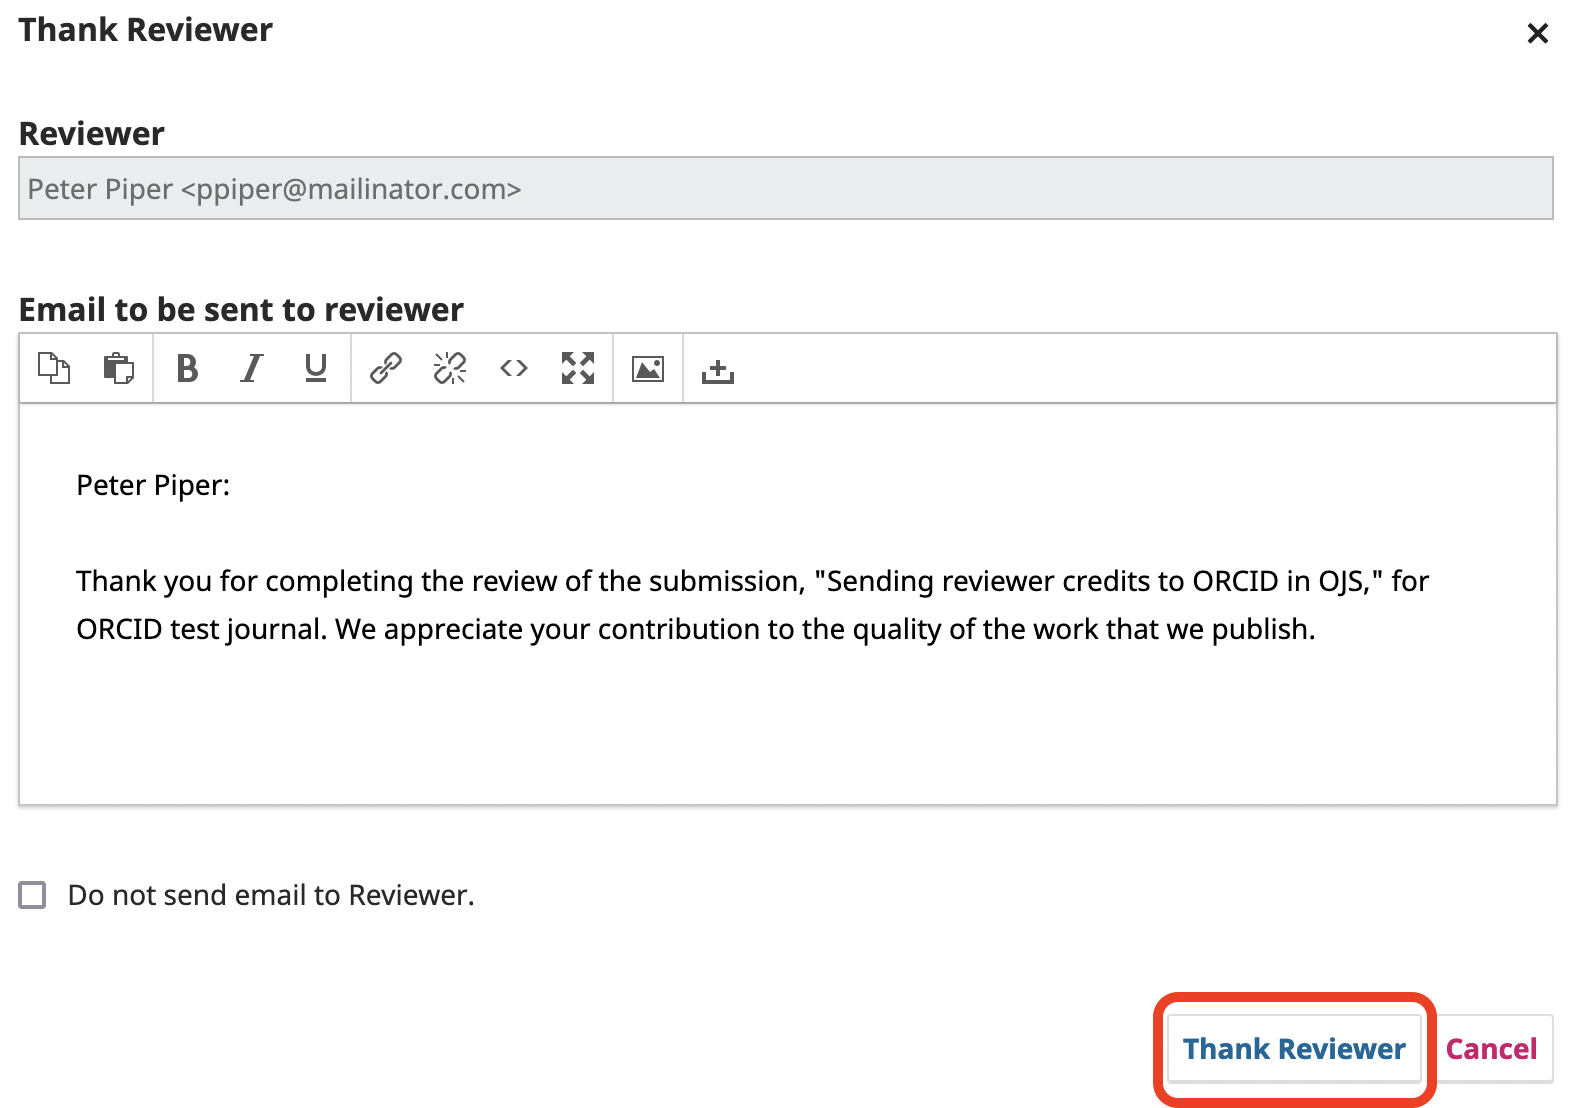 Thank Reviewer
Reviewer
Peter Piper <ppiper@mailinator.com>
Email to be sent to reviewer
Peter Piper:
Thank you for completing the review of the submission, "Sending reviewer credits to ORCID in OJS," for
ORCID test journal. We appreciate your contribution to the quality of the work that we publish.
Do not send email to Reviewer.
Thank Reviewer Cancel